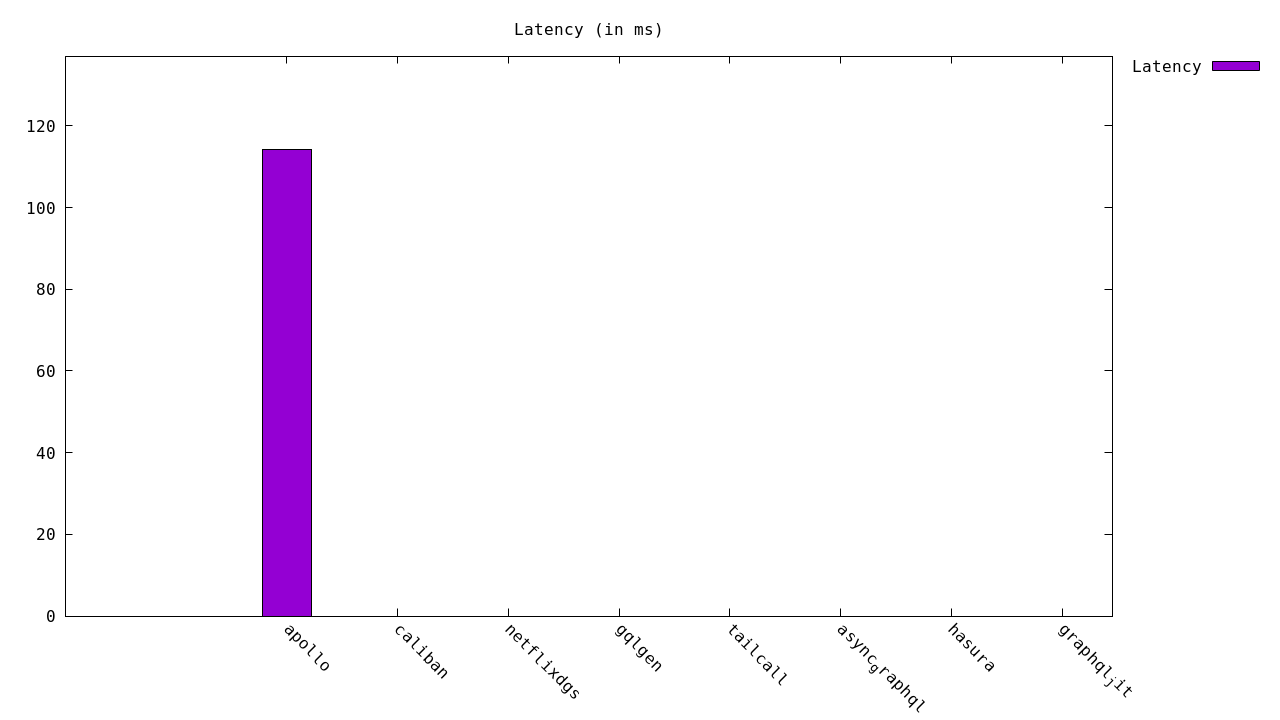 Latency (in ms)
Latency
120
100
80
60
40
20
0
apollo
caliban
netflixdgs
gqlgen
tailcall
asyncgraphql
hasura
graphqljit